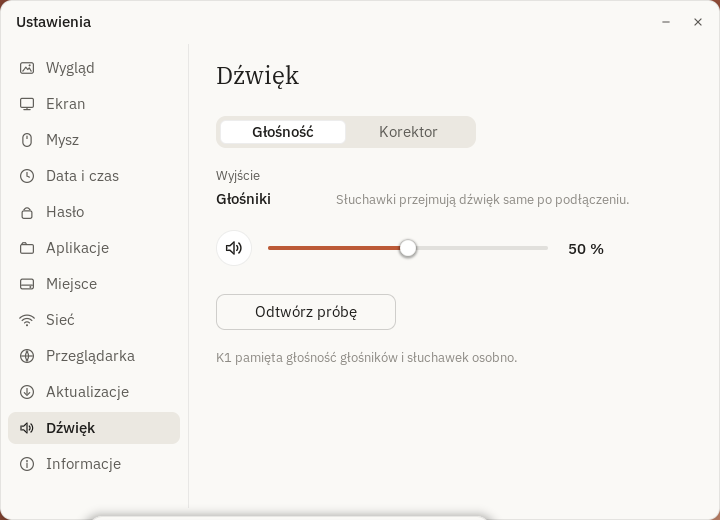 Ustawienia
Wygląd
Ekran
Mysz
Data i czas
Hasło
Aplikacje
Miejsce
Sieć
Przeglądarka
Aktualizacje
Dźwięk
Informacje
Dźwięk
Głośność Korektor
Wyjście
Głośniki Słuchawki przejmują dźwięk same po podłączeniu.
50 %
Odtwórz próbę
K1 pamięta głośność głośników i słuchawek osobno.